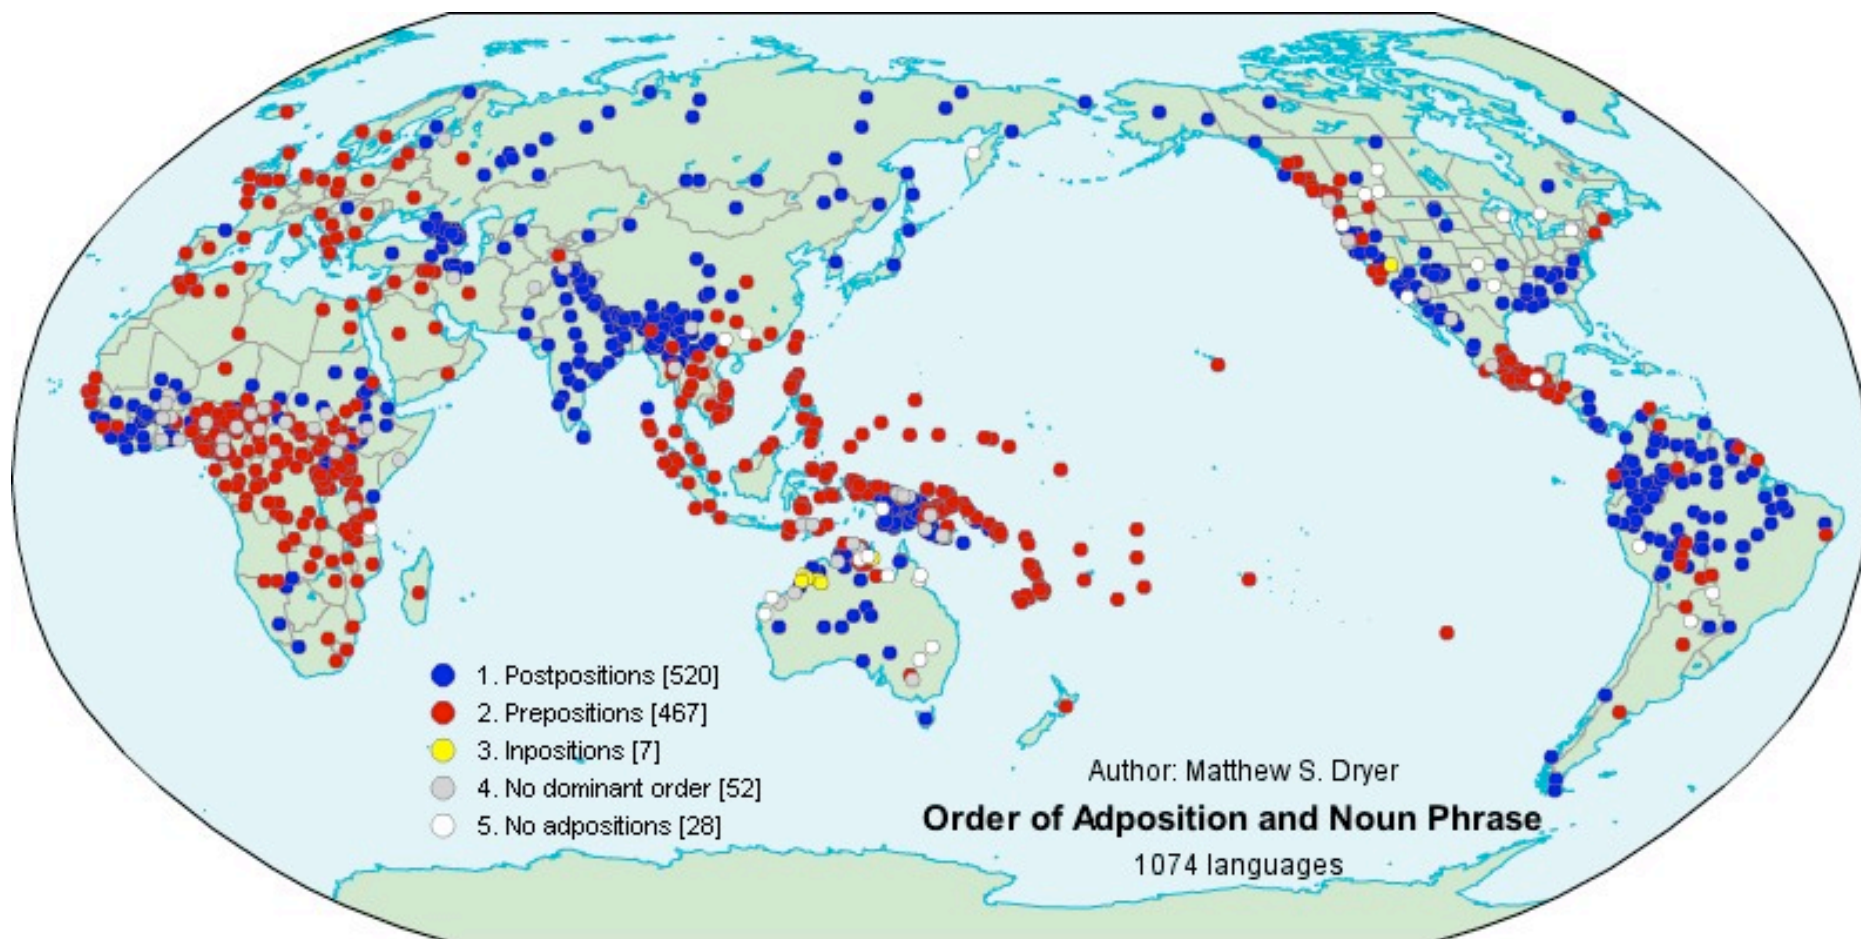 1. Postpositions [520]
2. Prepositions [467]
3. Inpositions [7]
4. No dominant order [52]
5. No adpositions [28]
Author: Matthew S. Dryer
Order of Adposition and Noun Phrase
1074 languages